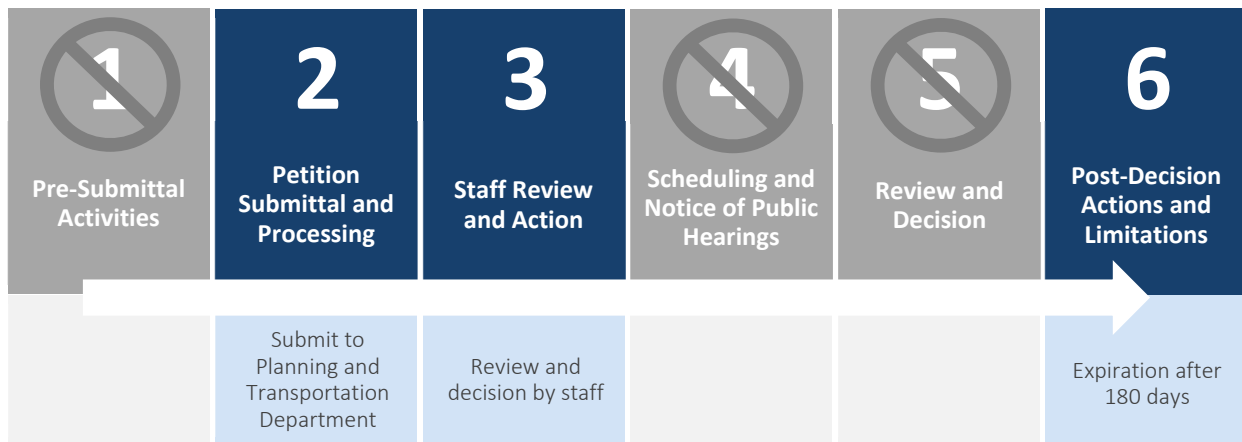 1
Pre-Submittal
Activities
2
Petition
Submittal and
Processing
Submit to
Planning and
Transportation
Department
3
Staff Review
and Action
Review and
decision by staff
4
Scheduling and
Notice of Public
Hearings
5
Review and
Decision
6
Post-Decision
Actions and
Limitations
Expiration after
180 days